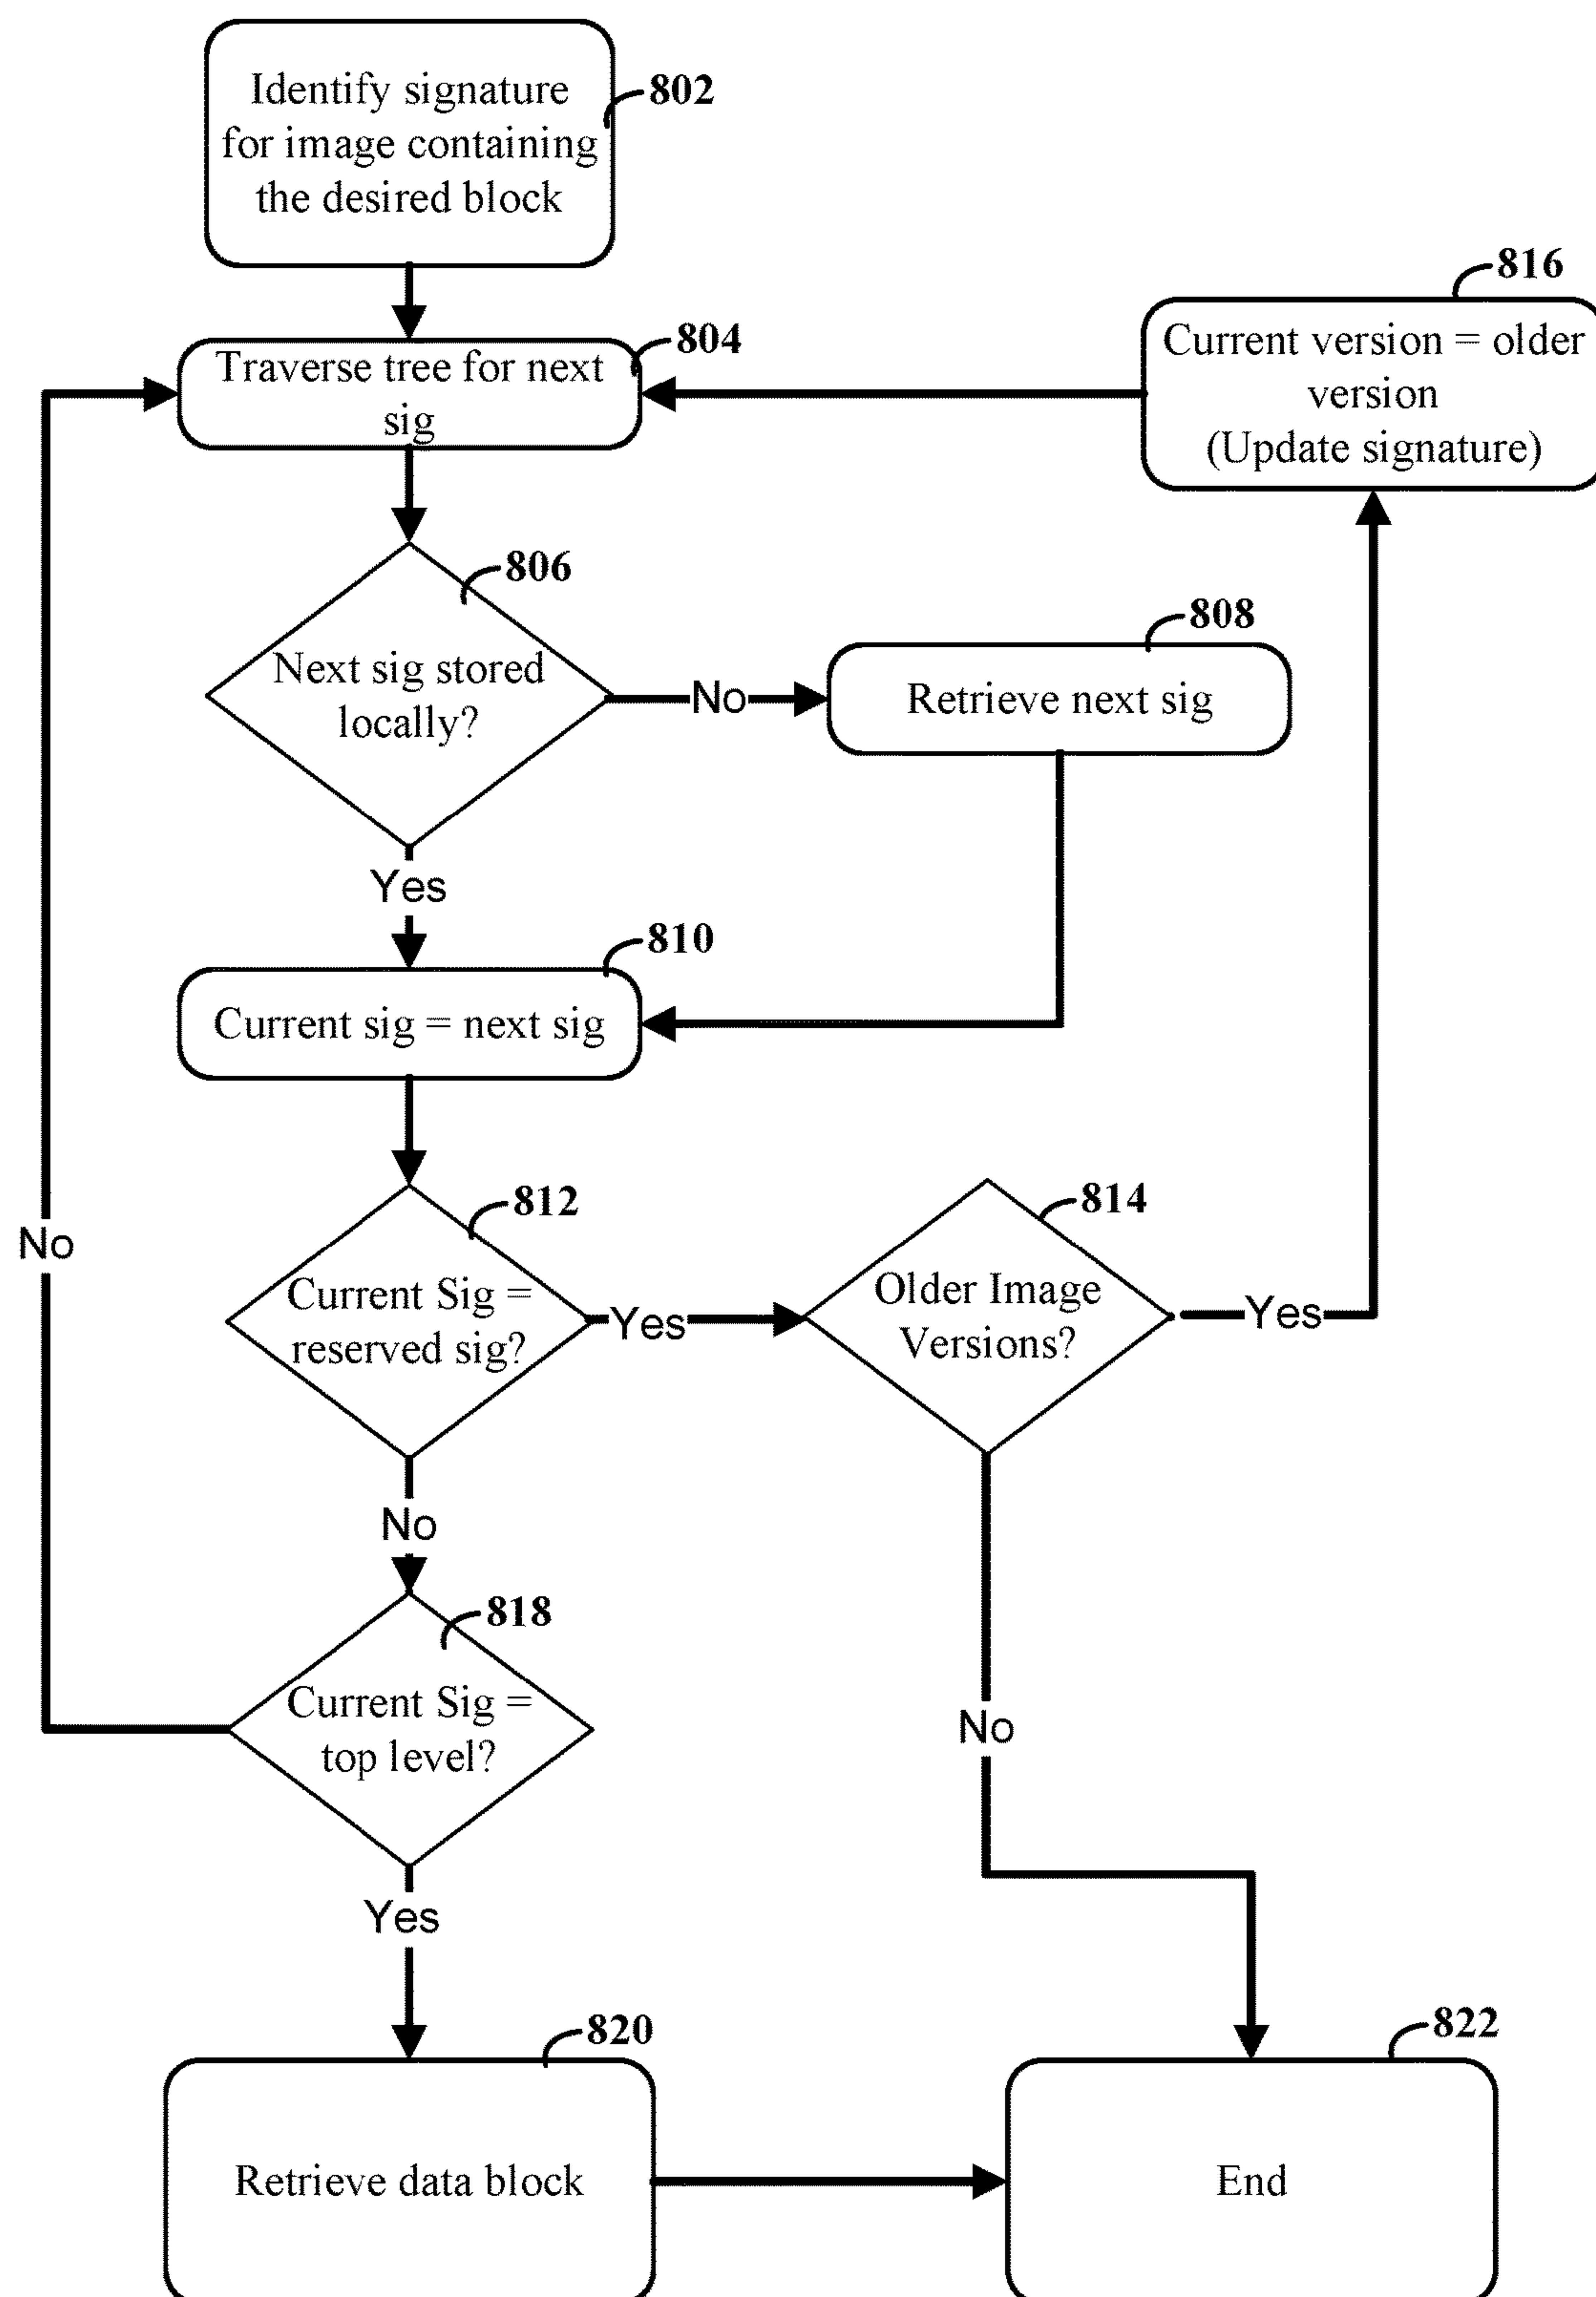 Identify signature
for image containing
the desired block
802
Traverse tree for next
sig
804
816
Current version = older
version
(Update signature)
806
Next sig stored
locally?
No
808
Retrieve next sig
Yes
810
Current sig = next sig
No
812
Current Sig =
reserved sig?
Yes
814
Older Image
Versions?
Yes
No
818
Current Sig =
top level?
No
Yes
820
Retrieve data block
822
End